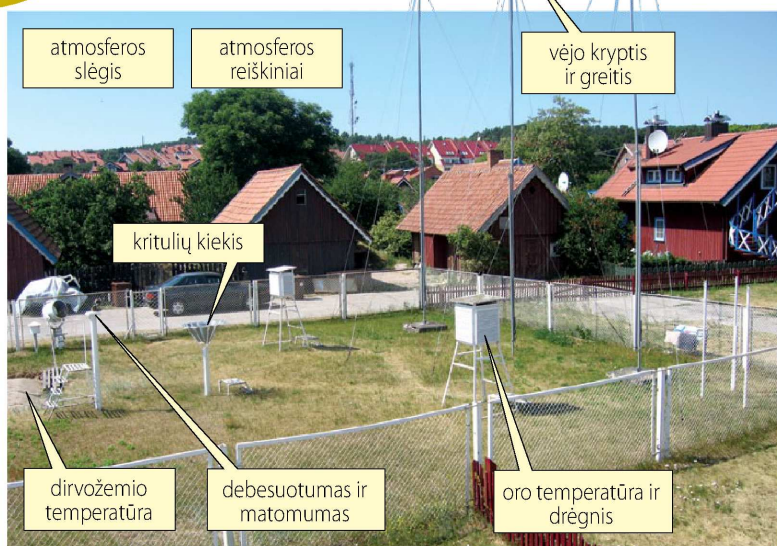 atmosferos
slėgis
atmosferos
reiškiniai
vėjo kryptis
ir greitis
kritulių kiekis
dirvožemio
temperatūra
debesuotumas ir
matomumas
oro temperatūra ir
drėgnis